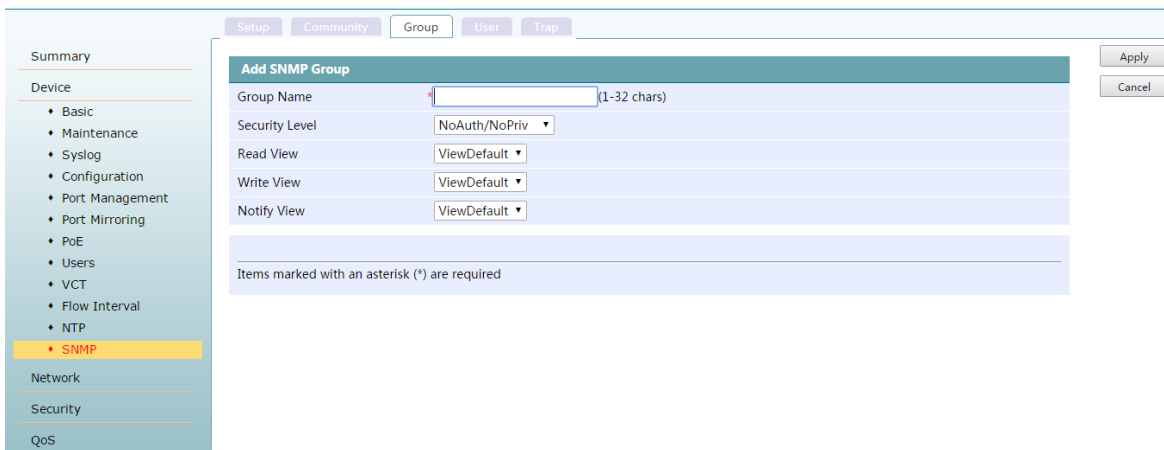 Setup Community Group User Trap
Summary
Device
Basic
Maintenance
Syslog
Configuration
Port Management
Port Mirroring
PoE
Users
VCT
Flow Interval
NTP
SNMP
Network
Security
QoS
Add SNMP Group
Group Name * (1-32 chars)
Security Level NoAuth/NoPriv
Read View ViewDefault
Write View ViewDefault
Notify View ViewDefault
Items marked with an asterisk (*) are required
Apply
Cancel